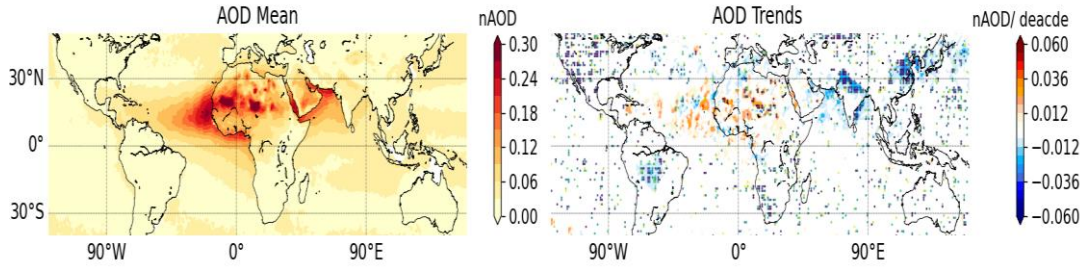 AOD Mean
nAOD
0.30
0.24
0.18
0.12
0.06
0.00
30°N
0°
30°S
90°W
0°
90°E
AOD Trends
nAOD/ deacde
0.060
0.036
0.012
−0.012
−0.036
−0.060
90°W
0°
90°E